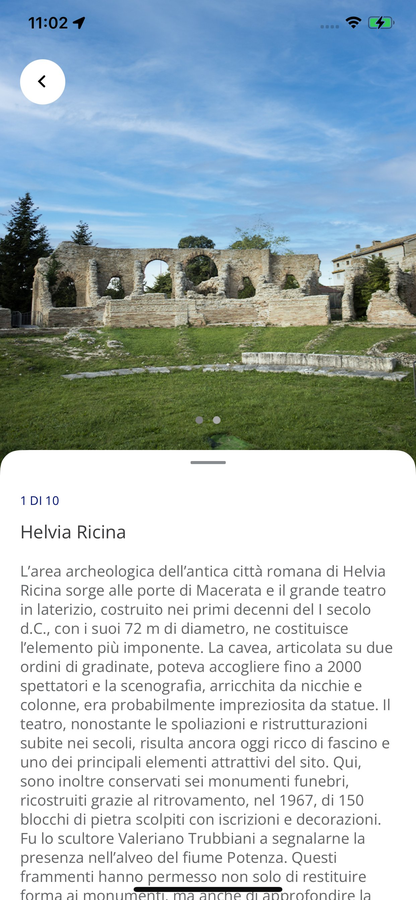 11:02
1 DI 10
Helvia Ricina
L’area archeologica dell’antica città romana di Helvia
Ricina sorge alle porte di Macerata e il grande teatro
in laterizio, costruito nei primi decenni del I secolo
d.C., con i suoi 72 m di diametro, ne costituisce
l’elemento più imponente. La cavea, articolata su due
ordini di gradinate, poteva accogliere fino a 2000
spettatori e la scenografia, arricchita da nicchie e
colonne, era probabilmente impreziosita da statue. Il
teatro, nonostante le spoliazioni e ristrutturazioni
subite nei secoli, risulta ancora oggi ricco di fascino e
uno dei principali elementi attrattivi del sito. Qui,
sono inoltre conservati sei monumenti funebri,
ricostruiti grazie al ritrovamento, nel 1967, di 150
blocchi di pietra scolpiti con iscrizioni e decorazioni.
Fu lo scultore Valeriano Trubbiani a segnalarne la
presenza nell’alveo del fiume Potenza. Questi
frammenti hanno permesso non solo di restituire
forma ai monumenti, ma anche di approfondire la